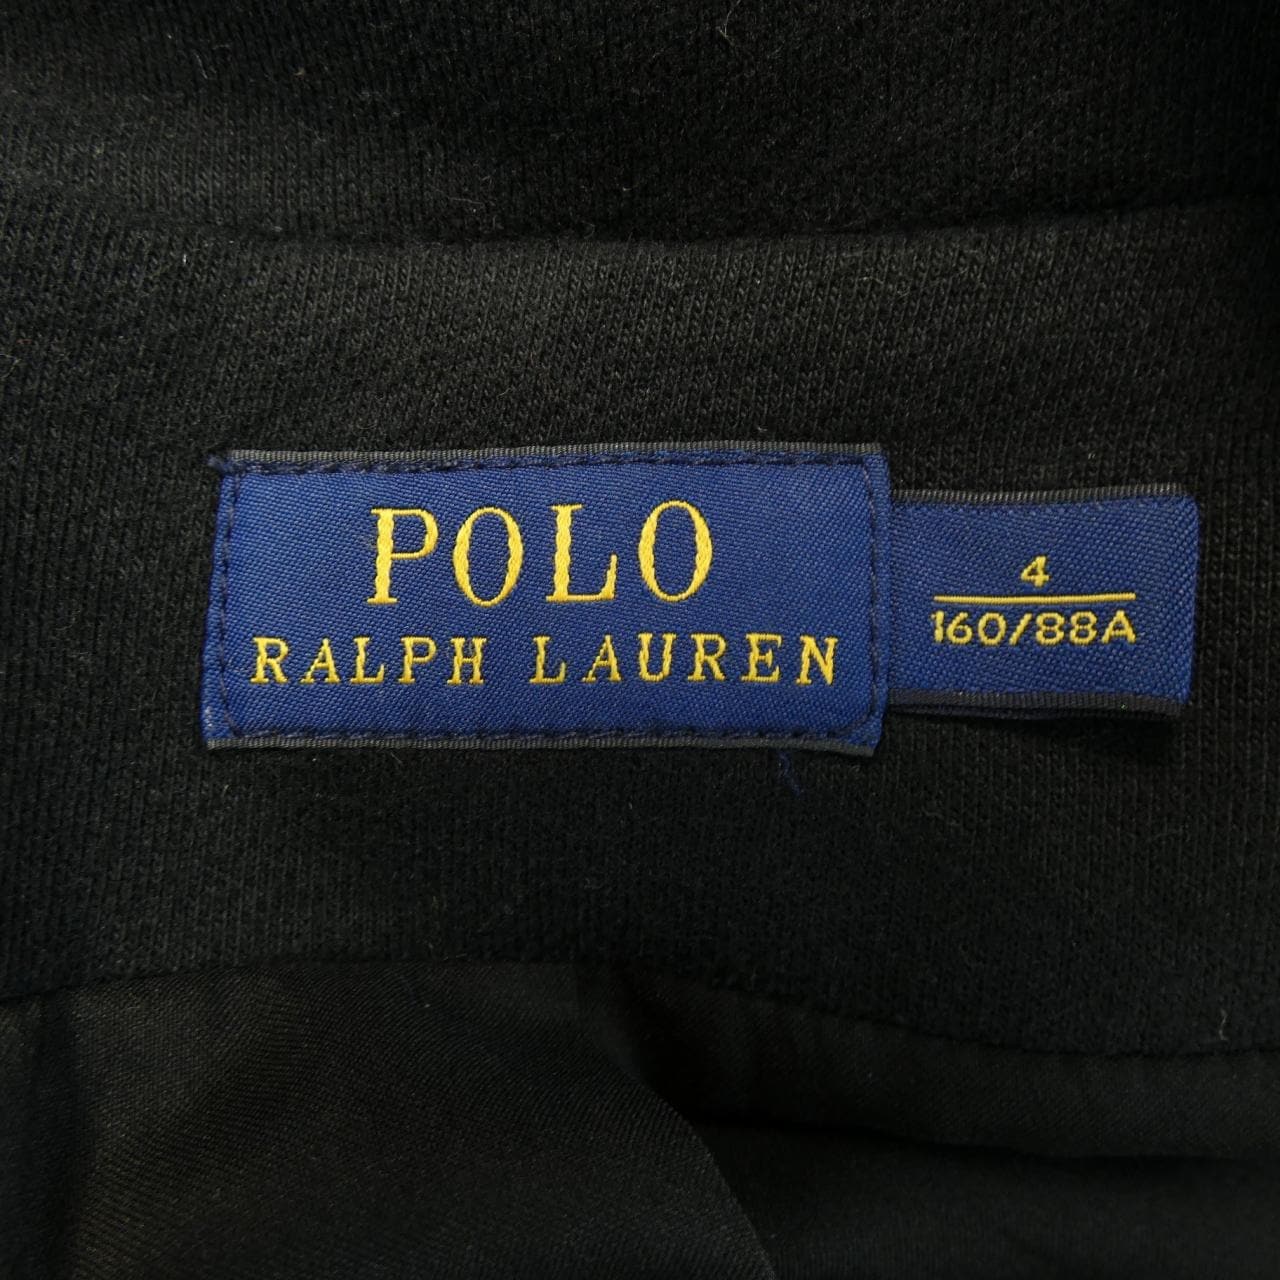 POLO
RALPH LAUREN
4
160/88A